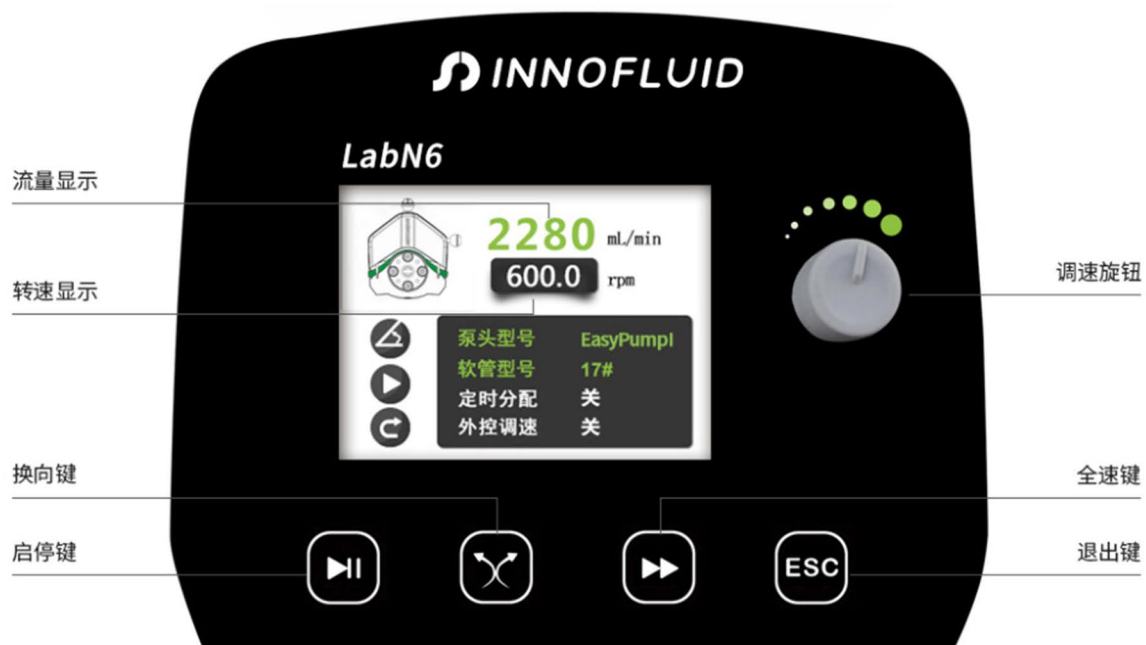 INNOFLUID
LabN6
流量显示
2280 mL/min
转速显示
600.0 rpm
调速旋钮
泵头型号 EasyPumpI
软管型号 17#
定时分配 关
外控调速 关
换向键
全速键
启停键
退出键
ESC